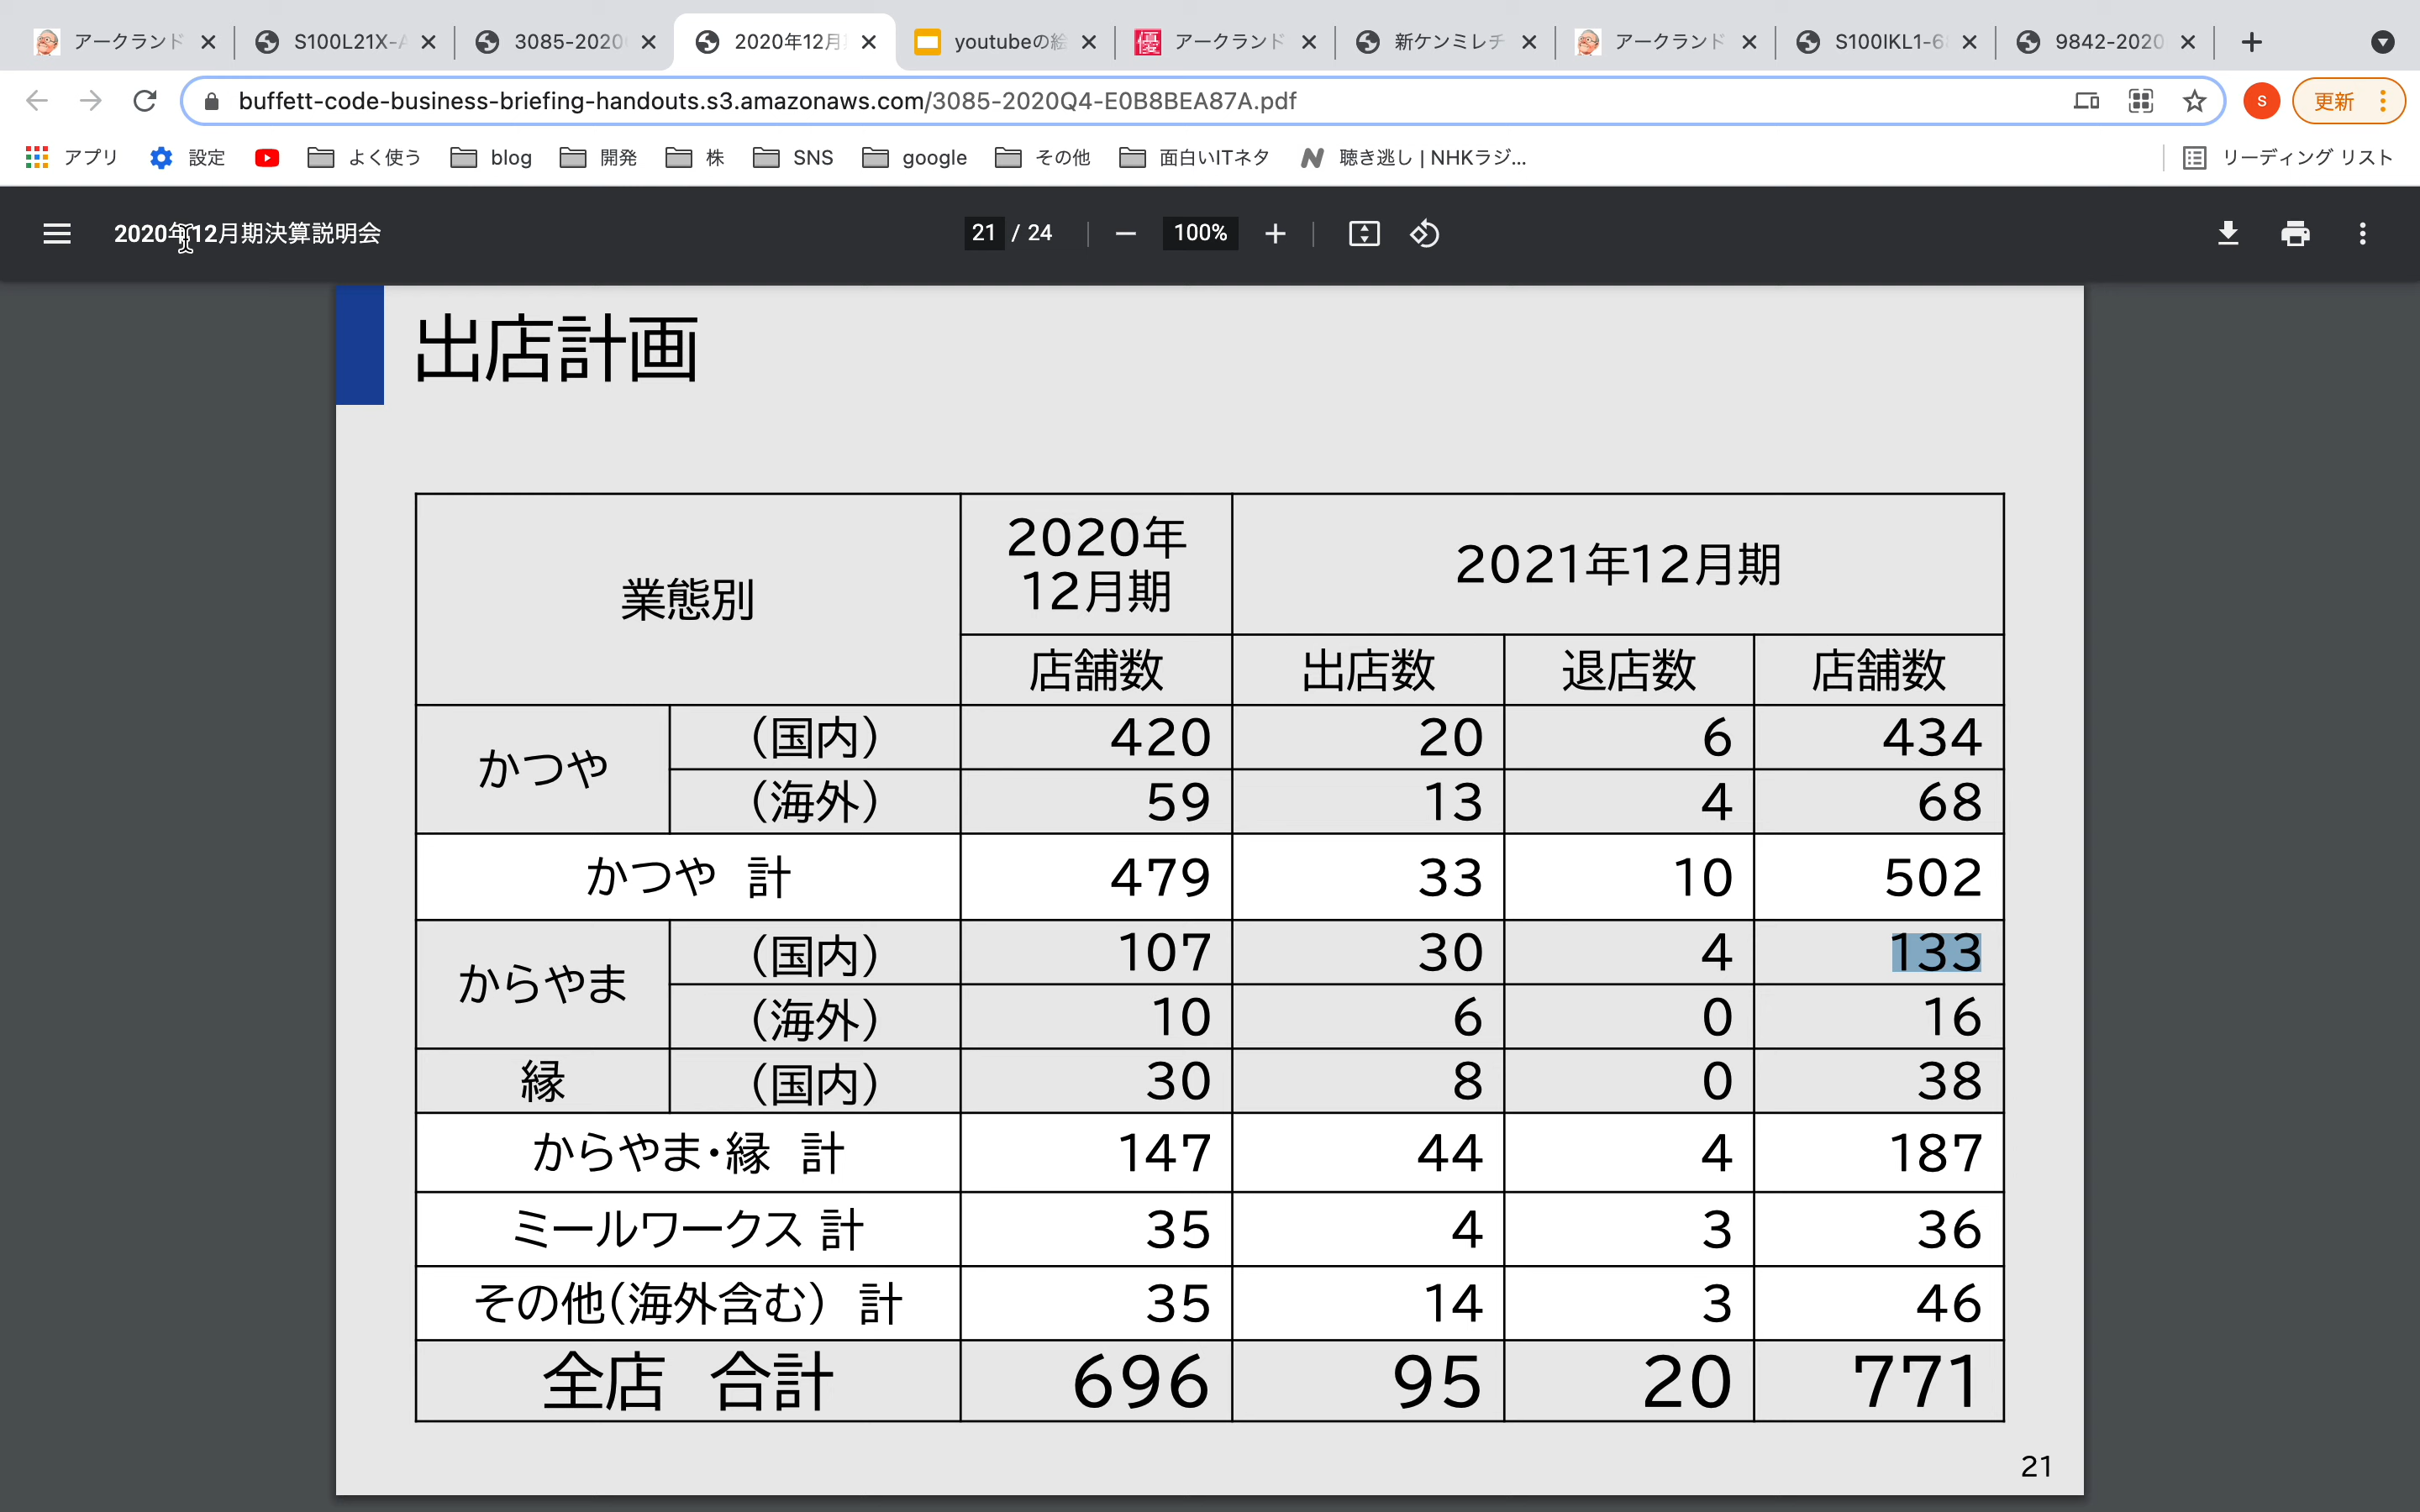 アークランド S100L21X-A 3085-2020 2020年12月 youtubeの絵 アークランド 新ケンミレチ アークランド S100IKL1-6 9842-2020
buffett-code-business-briefing-handouts.s3.amazonaws.com/3085-2020Q4-E0B8BEA87A.pdf S 更新
アプリ 設定 よく使う blog 開発 株 SNS google その他 面白いITネタ 聴き逃し | NHKラジ... リーディング リスト
2020年12月期決算説明会 21 / 24 100%
出店計画
業態別 2020年12月期 2021年12月期
店舗数 出店数 退店数 店舗数
かつや (国内) 420 20 6 434
(海外) 59 13 4 68
かつや 計 479 33 10 502
からやま (国内) 107 30 4 133
(海外) 10 6 0 16
縁 (国内) 30 8 0 38
からやま・縁 計 147 44 4 187
ミールワークス 計 35 4 3 36
その他(海外含む) 計 35 14 3 46
全店 合計 696 95 20 771
21